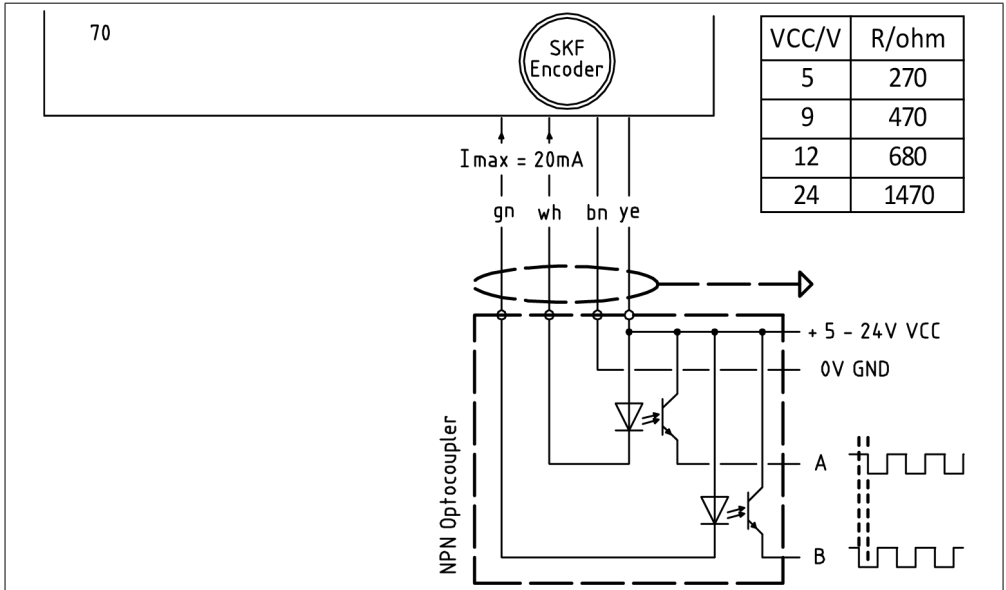 70
SKF
Encoder
VCC/V R/ohm
5 270
9 470
12 680
24 1470
Imax = 20mA
gn wh bn ye
+ 5 - 24V VCC
0V GND
NPN Optocoupler
A
B